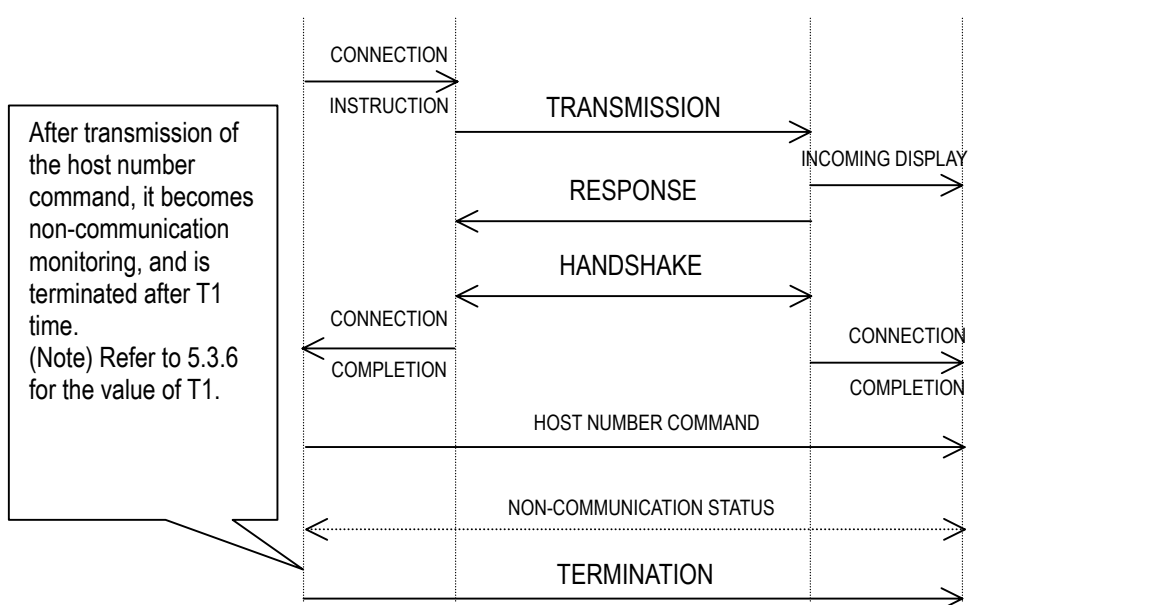 CONNECTION
INSTRUCTION
TRANSMISSION
INCOMING DISPLAY
RESPONSE
HANDSHAKE
CONNECTION
COMPLETION
CONNECTION
COMPLETION
HOST NUMBER COMMAND
NON-COMMUNICATION STATUS
TERMINATION
After transmission of
the host number
command, it becomes
non-communication
monitoring, and is
terminated after T1
time.
(Note) Refer to 5.3.6
for the value of T1.